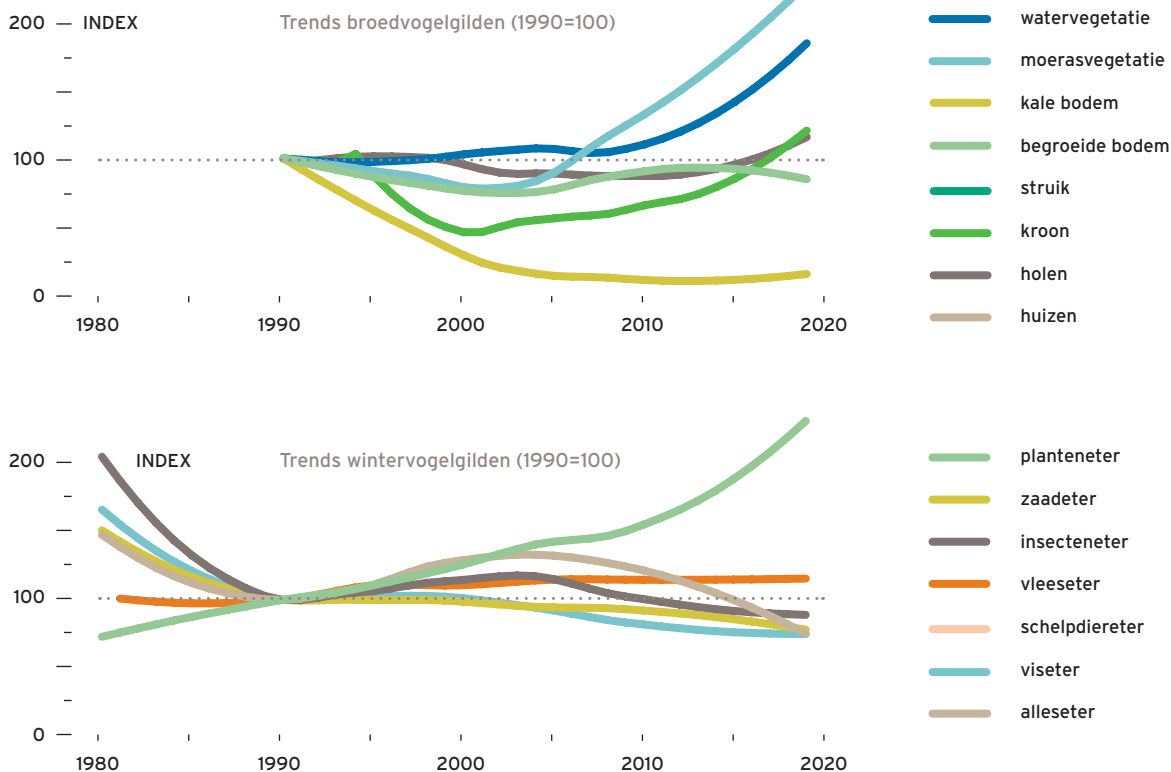 200 INDEX Trends broedvogelgilden (1990=100)
100
0
1980 1990 2000 2010 2020
watervegetatie
moerasvegetatie
kale bodem
begroeide bodem
struik
kroon
holen
huizen
200 INDEX Trends wintervogelgilden (1990=100)
100
0
1980 1990 2000 2010 2020
planteneter
zaadeter
insecteneter
vleeseter
schelpdiereter
viseter
alleseter